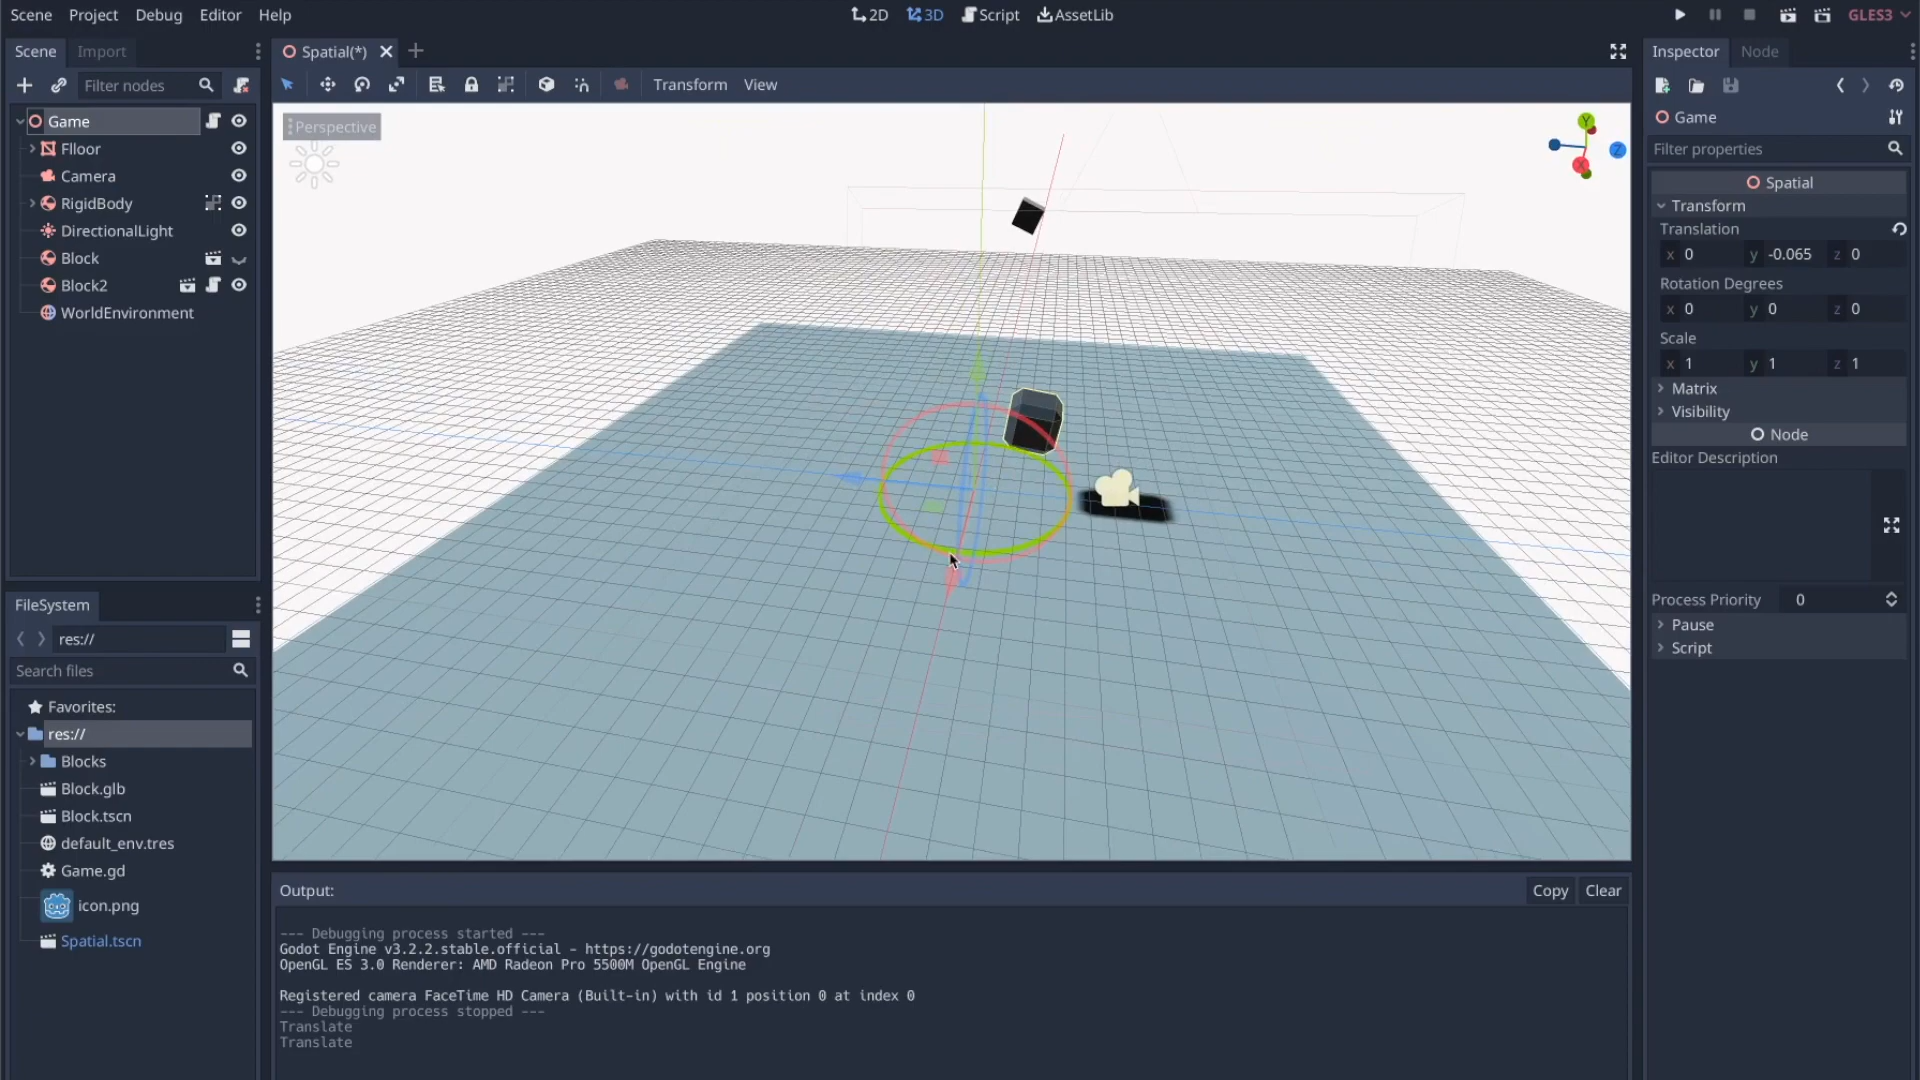 Scene Project Debug Editor Help
2D 3D Script AssetLib
GLES3
Scene Import
Filter nodes
Game
Flloor
Camera
RigidBody
DirectionalLight
Block
Block2
WorldEnvironment
FileSystem
res://
Search files
Favorites:
res://
Blocks
Block.glb
Block.tscn
default_env.tres
Game.gd
icon.png
Spatial.tscn
Spatial(*)
Transform View
Perspective
Y
Z
X
Output:
Copy Clear
--- Debugging process started ---
Godot Engine v3.2.2.stable.official - https://godotengine.org
OpenGL ES 3.0 Renderer: AMD Radeon Pro 5500M OpenGL Engine
Registered camera FaceTime HD Camera (Built-in) with id 1 position 0 at index 0
--- Debugging process stopped ---
Translate
Translate
Inspector Node
Game
Filter properties
Spatial
Transform
Translation
x 0 y -0.065 z 0
Rotation Degrees
x 0 y 0 z 0
Scale
x 1 y 1 z 1
Matrix
Visibility
Node
Editor Description
Process Priority 0
Pause
Script